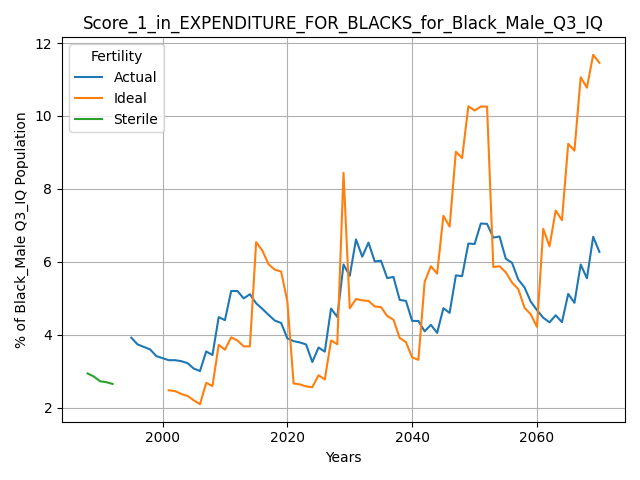 Score_1_in_EXPENDITURE_FOR_BLACKS_for_Black_Male_Q3_IQ
Fertility
Actual
Ideal
Sterile
% of Black_Male Q3_IQ Population
12
10
8
6
4
2
2000 2020 2040 2060
Years